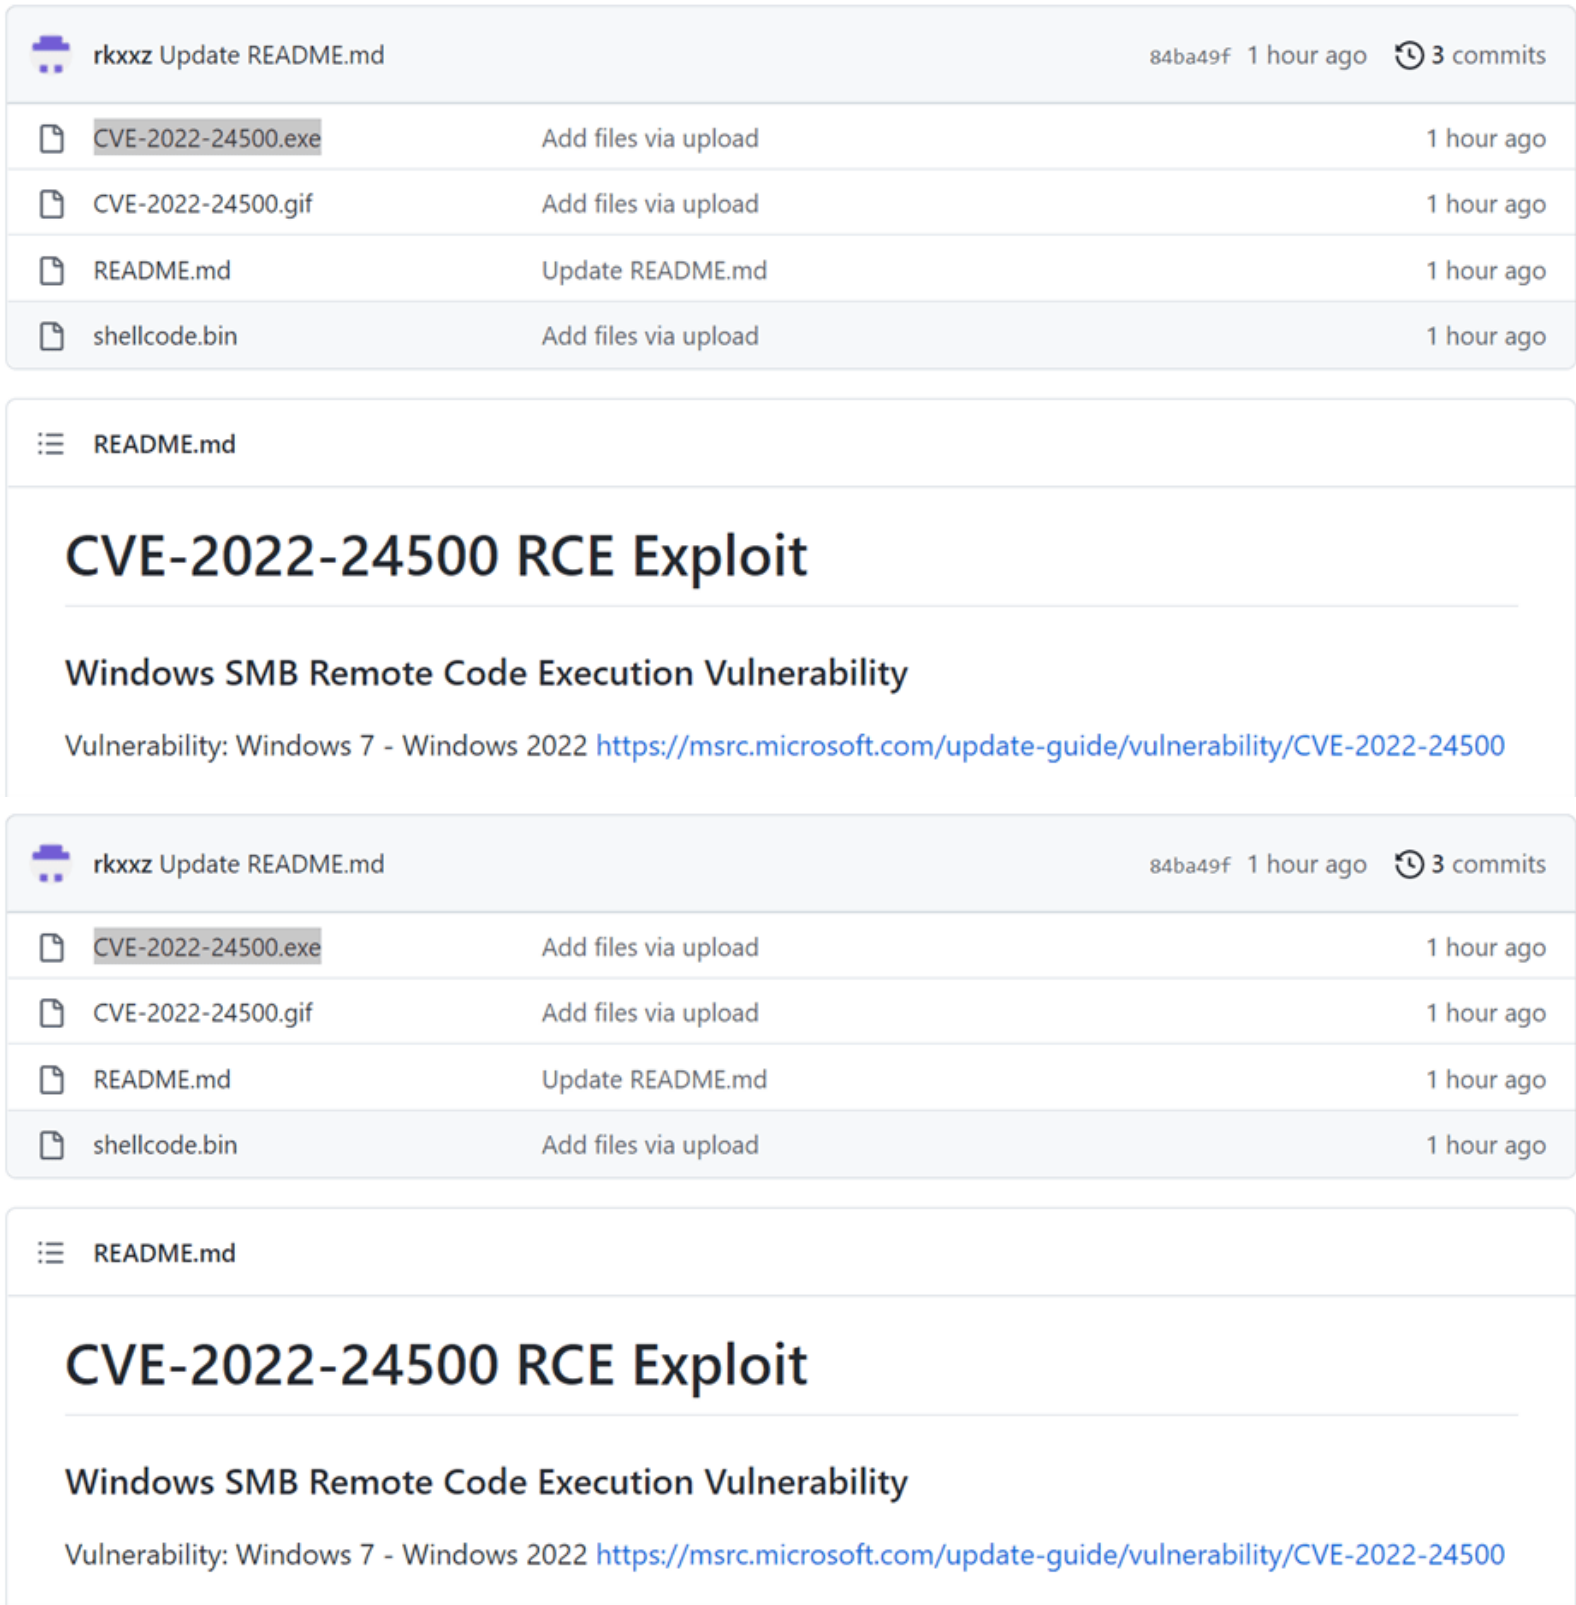 rkxxz Update README.md 84ba49f 1 hour ago 3 commits
CVE-2022-24500.exe Add files via upload 1 hour ago
CVE-2022-24500.gif Add files via upload 1 hour ago
README.md Update README.md 1 hour ago
shellcode.bin Add files via upload 1 hour ago
README.md
CVE-2022-24500 RCE Exploit
Windows SMB Remote Code Execution Vulnerability
Vulnerability: Windows 7 - Windows 2022 https://msrc.microsoft.com/update-guide/vulnerability/CVE-2022-24500
rkxxz Update README.md 84ba49f 1 hour ago 3 commits
CVE-2022-24500.exe Add files via upload 1 hour ago
CVE-2022-24500.gif Add files via upload 1 hour ago
README.md Update README.md 1 hour ago
shellcode.bin Add files via upload 1 hour ago
README.md
CVE-2022-24500 RCE Exploit
Windows SMB Remote Code Execution Vulnerability
Vulnerability: Windows 7 - Windows 2022 https://msrc.microsoft.com/update-guide/vulnerability/CVE-2022-24500